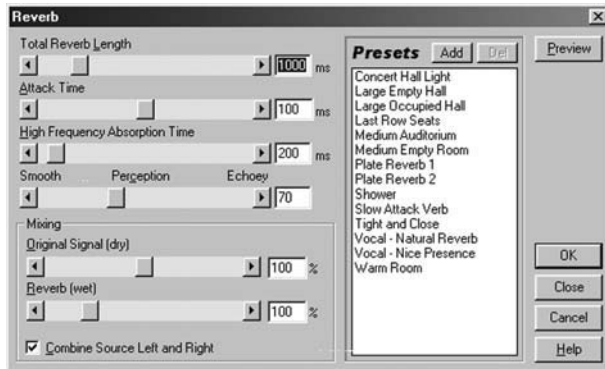 Reverb
Total Reverb Length
1000 ms
Attack Time
100 ms
High Frequency Absorption Time
200 ms
Smooth Perception Echoey
70
Mixing
Original Signal (dry)
100 %
Reverb (wet)
100 %
Combine Source Left and Right
Presets Add Del
Concert Hall Light
Large Empty Hall
Large Occupied Hall
Last Row Seats
Medium Auditorium
Medium Empty Room
Plate Reverb 1
Plate Reverb 2
Shower
Slow Attack Verb
Tight and Close
Vocal - Natural Reverb
Vocal - Nice Presence
Warm Room
Preview
OK
Close
Cancel
Help